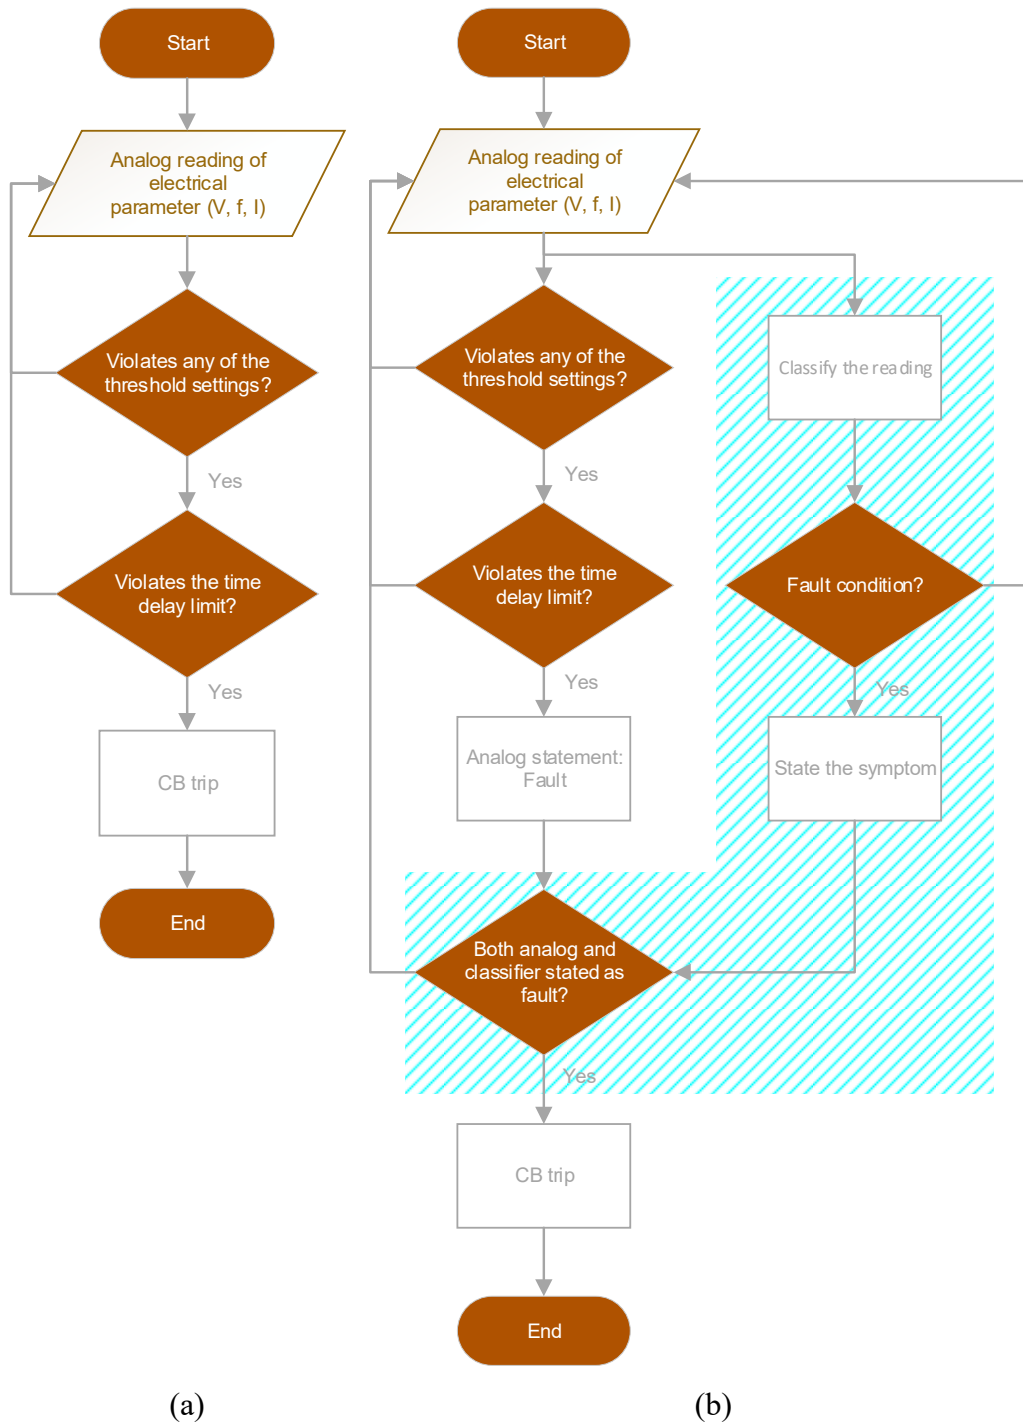 Start
Analog reading of
electrical
parameter (V, f, I)
Violates any of the
threshold settings?
Yes
Violates the time
delay limit?
Yes
CB trip
End
(a)
Start
Analog reading of
electrical
parameter (V, f, I)
Violates any of the
threshold settings?
Yes
Violates the time
delay limit?
Yes
Analog statement:
Fault
Classify the reading
Fault condition?
Yes
State the symptom
Both analog and
classifier stated as
fault?
Yes
CB trip
End
(b)